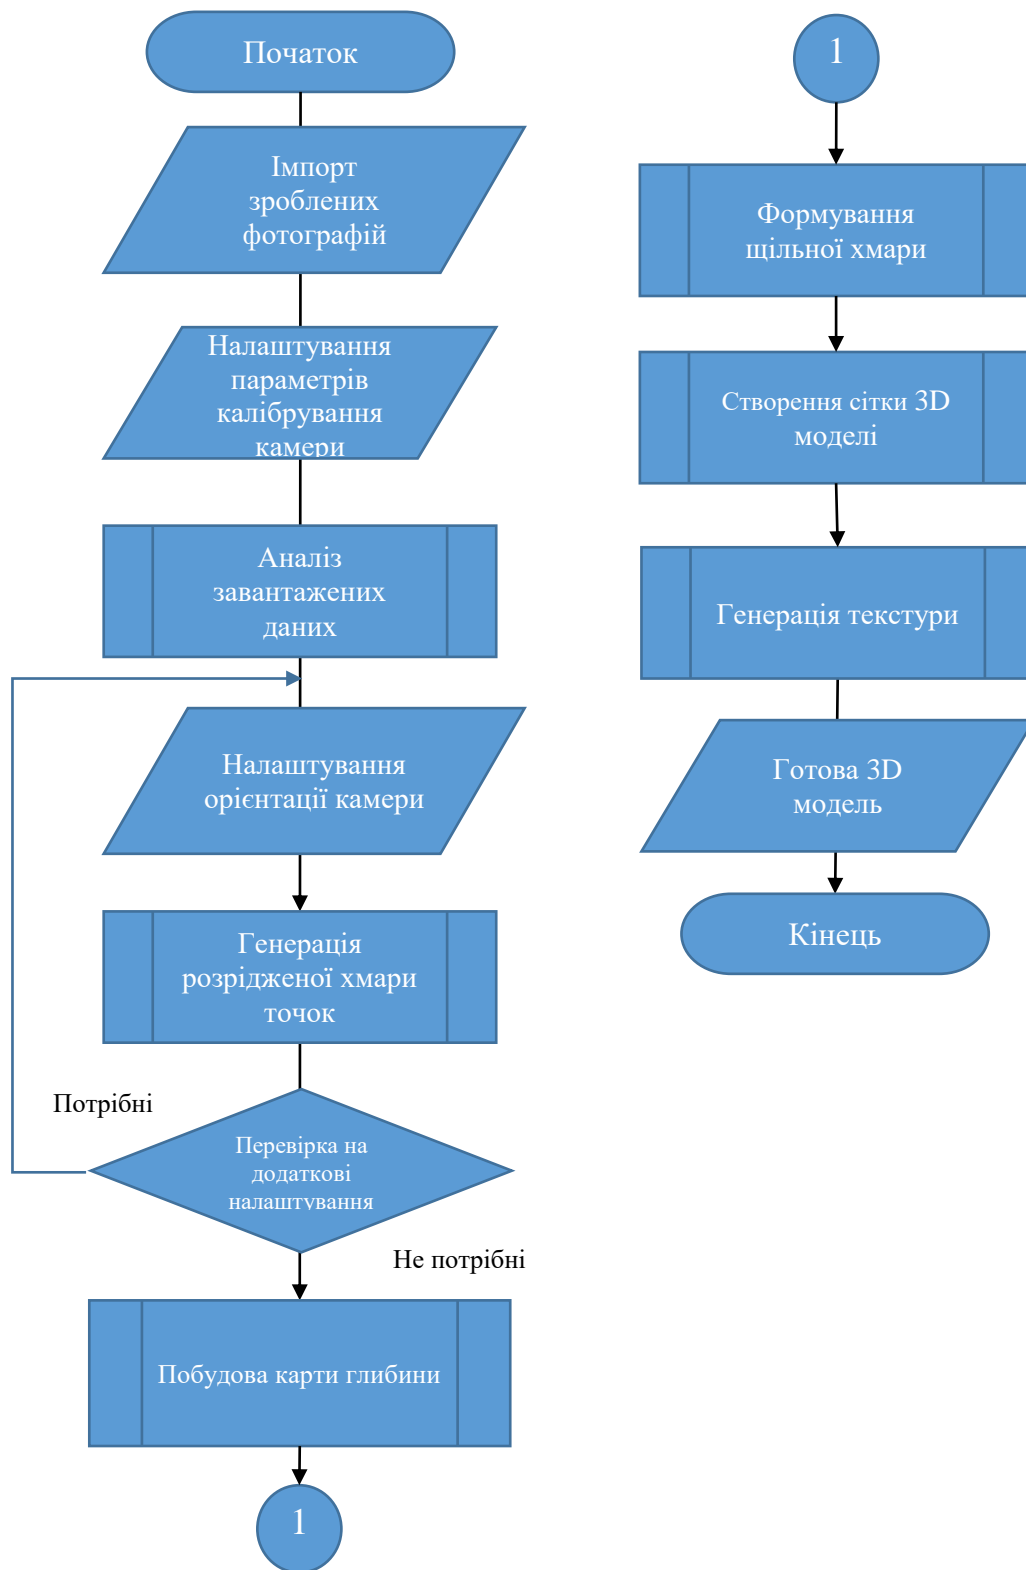 Початок
Імпорт
зроблених
фотографій
Налаштування
параметрів
калібрування
камери
Аналіз
завантажених
даних
Налаштування
орієнтації камери
Генерація
розрідженої хмари
точок
Потрібні
Перевірка на
додаткові
налаштування
Не потрібні
Побудова карти глибини
1
1
Формування
щільної хмари
Створення сітки 3D
моделі
Генерація текстури
Готова 3D
модель
Кінець